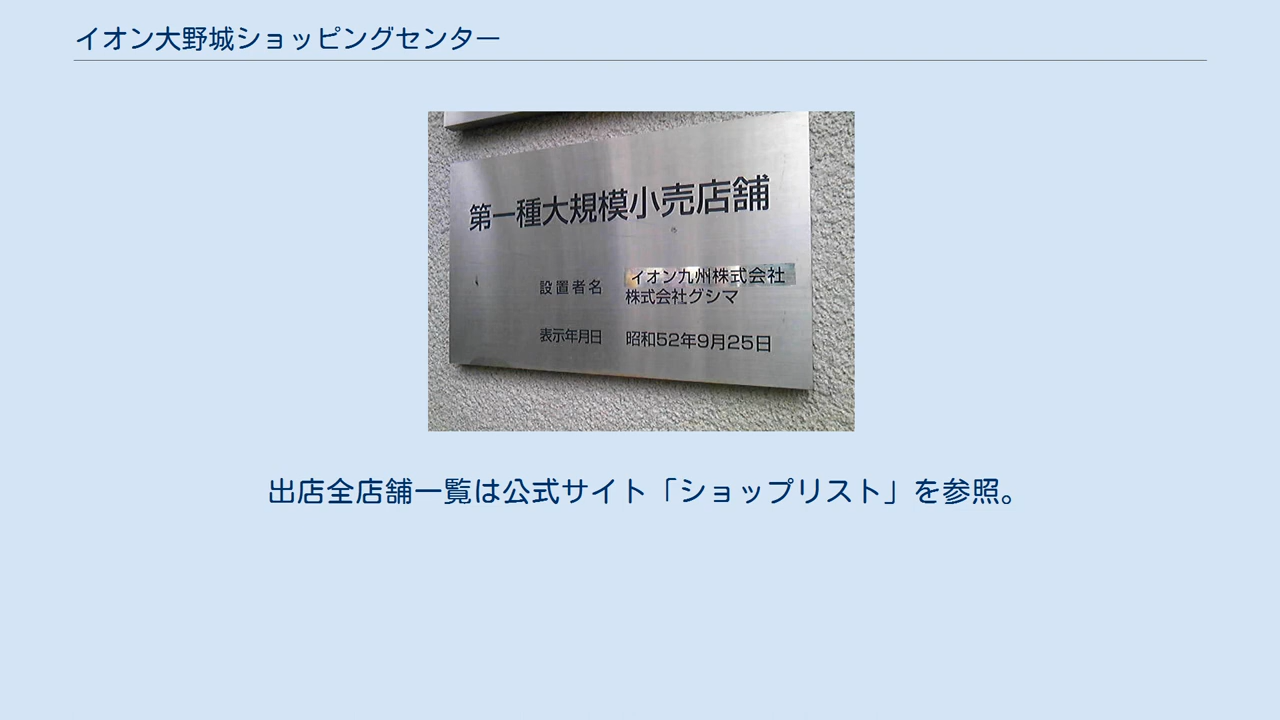 イオン大野城ショッピングセンター
第一種大規模小売店舗
設置者名 イオン九州株式会社
株式会社グシマ
表示年月日 昭和52年9月25日
出店全店舗一覧は公式サイト「ショップリスト」を参照。